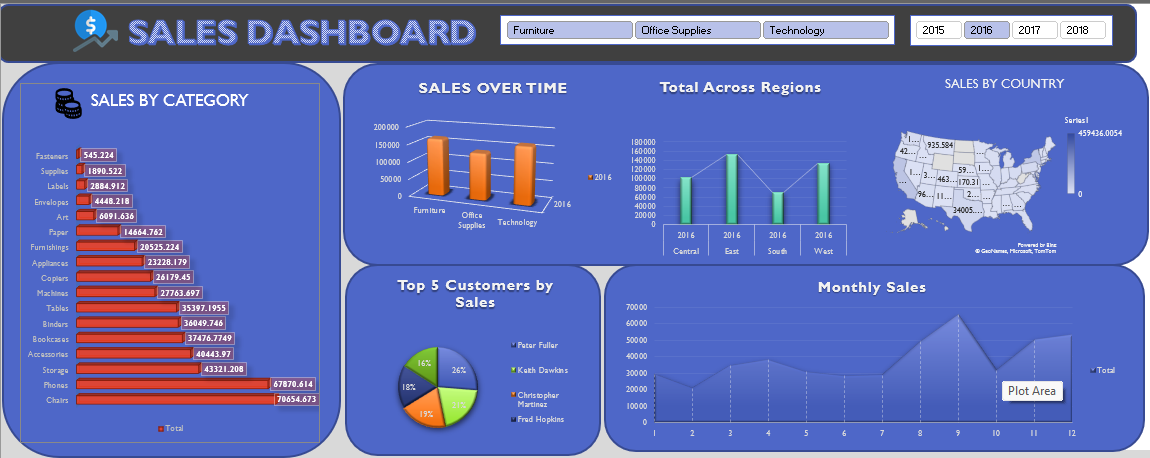 SALES DASHBOARD
Furniture
Office Supplies
Technology
2015
2016
2017
2018
SALES BY CATEGORY
Fasteners 545.224
Supplies 1890.522
Labels 2884.912
Envelopes 4448.218
Art 6091.636
Paper 14664.762
Furnishings 20525.224
Appliances 23228.179
Copiers 26179.45
Machines 27763.697
Tables 35397.1955
Binders 36049.746
Bookcases 37476.7749
Accessories 40443.97
Storage 43321.208
Phones 67870.614
Chairs 70654.673
Total
SALES OVER TIME
200000
150000
100000
50000
0
Furniture
Office
Supplies
Technology
2016
2016
Total Across Regions
180000
160000
140000
120000
100000
80000
60000
40000
20000
0
2016 2016 2016 2016
Central East South West
SALES BY COUNTRY
Series1
459436.0054
0
1...
935.584
42...
59...
1...
3...
463...
170.31
...
1...
96...
11...
2...
34005....
Powered by Bing
© GeoNames, Microsoft, TomTom
Top 5 Customers by
Sales
16%
26%
18%
19%
Peter Fuller
Keith Dawkins
Christopher
Martinez
Fred Hopkins
Monthly Sales
70000
60000
50000
40000
30000
20000
10000
0
1 2 3 4 5 6 7 8 9 10 11 12
Plot Area
Total